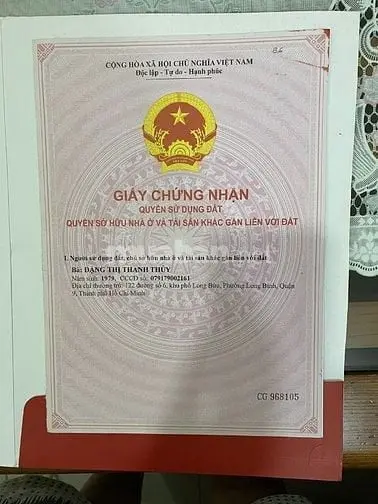 CỘNG HÒA XÃ HỘI CHỦ NGHĨA VIỆT NAM
Độc lập - Tự do - Hạnh phúc
GIẤY CHỨNG NHẬN
QUYỀN SỬ DỤNG ĐẤT
QUYỀN SỞ HỮU NHÀ Ở VÀ TÀI SẢN KHÁC GẮN LIỀN VỚI ĐẤT
I. Người sử dụng đất, chủ sở hữu nhà ở và tài sản khác gắn liền với đất
Bà: ĐẶNG THỊ THANH THỦY
Năm sinh: 1979, CCCD số: 079179002161
Địa chỉ thường trú: 122 đường số 6, khu phố Long Bửu, Phường Long Bình, Quận
9, Thành phố Hồ Chí Minh
CG 968105